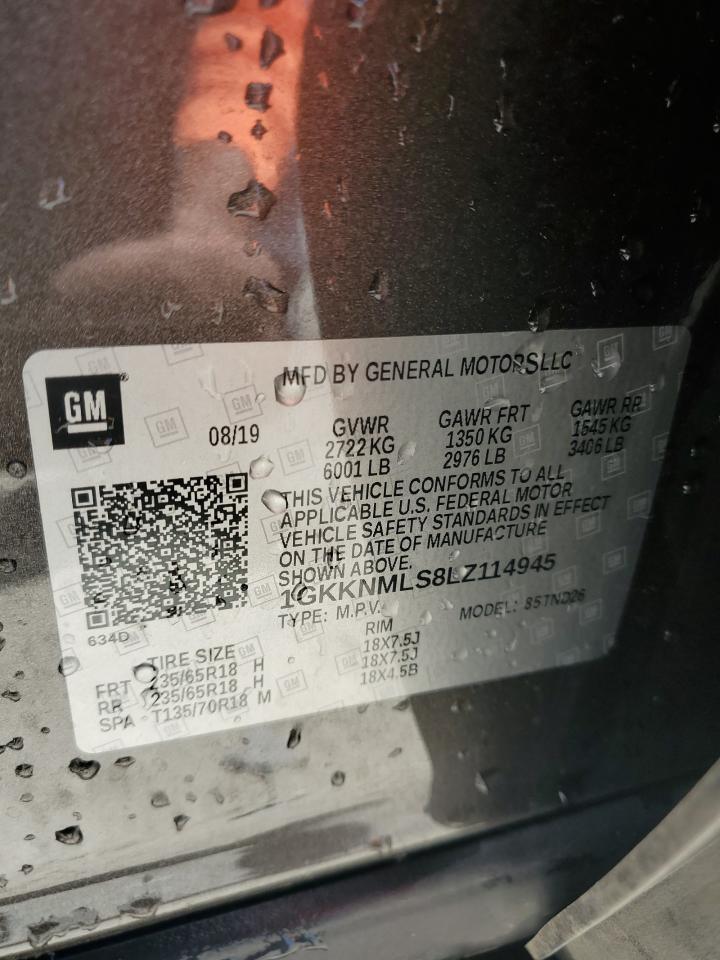 GM
MFD BY GENERAL MOTORS LLC
08/19 GVWR GAWR FRT GAWR RR
2722 KG 1350 KG 1545 KG
6001 LB 2976 LB 3406 LB
THIS VEHICLE CONFORMS TO ALL
APPLICABLE U.S. FEDERAL MOTOR
VEHICLE SAFETY STANDARDS IN EFFECT
ON THE DATE OF MANUFACTURE
SHOWN ABOVE.
1GKKNMLS8LZ114945
TYPE: M.P.V. MODEL: 85TND26
634D
TIRE SIZE RIM
FRT 235/65R18 H 18X7.5J
RR 235/65R18 H 18X7.5J
SPA T135/70R18 M 18X4.5B